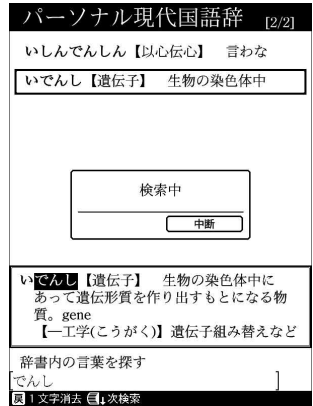 パーソナル現代国語辞 [2/2]
いしんでんしん【以心伝心】 言わな
いでんし【遺伝子】 生物の染色体中
検索中
中断
いでんし【遺伝子】 生物の染色体中に
あって遺伝形質を作り出すもとになる物
質。gene
【―工学(こうがく)】遺伝子組み替えなど
辞書内の言葉を探す
[でんし ]
戻1文字消去 次検索